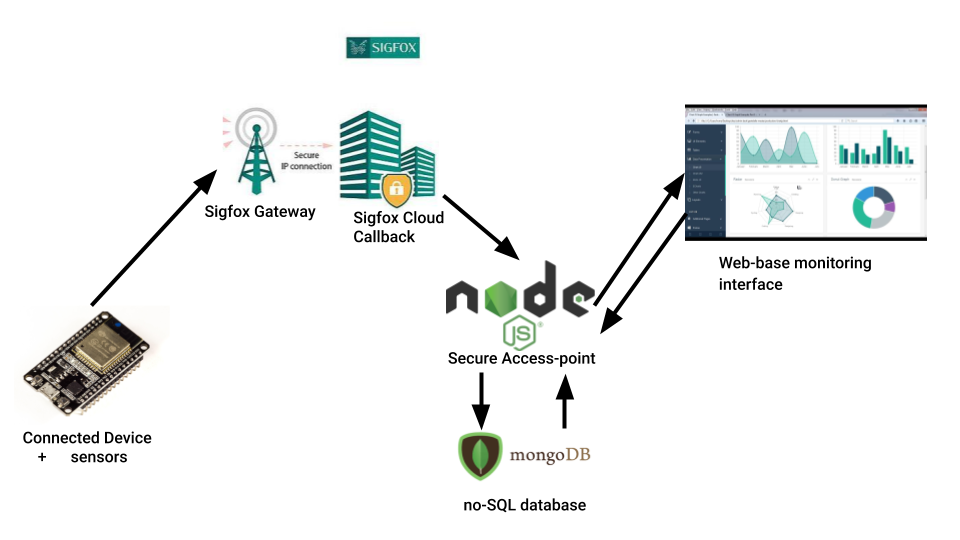 SIGFOX
Secure
IP connection
Sigfox Gateway
Sigfox Cloud
Callback
Web-base monitoring
interface
node
JS
Secure Access-point
Connected Device
+ sensors
mongoDB
no-SQL database